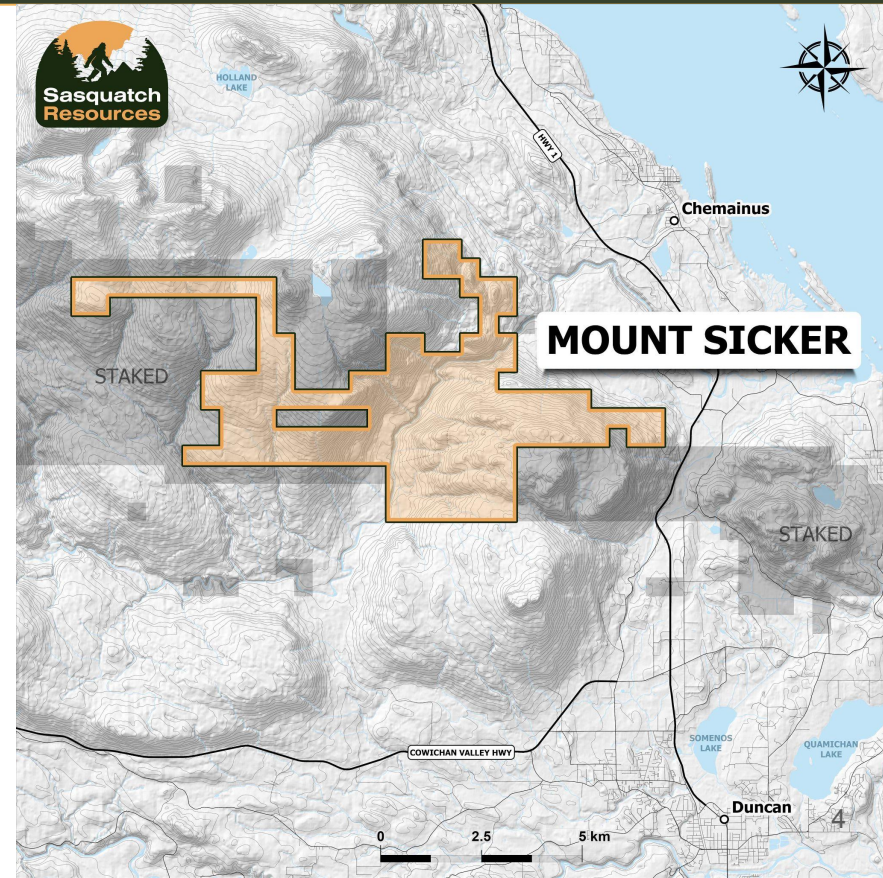 Sasquatch
Resources
HOLLAND
LAKE
HWY 1
Chemainus
MOUNT SICKER
STAKED
STAKED
COWICHAN VALLEY HWY
SOMENOS
LAKE
QUAMICHAN
LAKE
Duncan
4
0 2.5 5 km